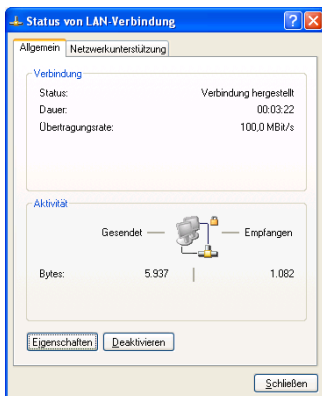 Status von LAN-Verbindung
Allgemein Netzwerkunterstützung
Verbindung
Status: Verbindung hergestellt
Dauer: 00:03:22
Übertragungsrate: 100,0 MBit/s
Aktivität
Gesendet Empfangen
Bytes: 5.937 1.082
Eigenschaften Deaktivieren
Schließen